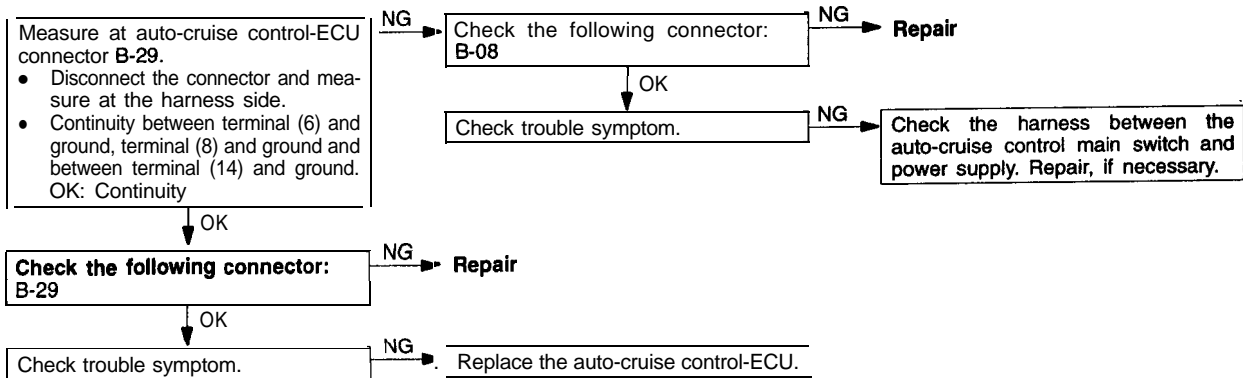 Measure at auto-cruise control-ECU
connector B-29.
● Disconnect the connector and mea-
sure at the harness side.
● Continuity between terminal (6) and
ground, terminal (8) and ground and
between terminal (14) and ground.
OK: Continuity
NG
Check the following connector:
B-08
NG
Repair
OK
Check trouble symptom.
NG
Check the harness between the
auto-cruise control main switch and
power supply. Repair, if necessary.
OK
Check the following connector:
B-29
NG
Repair
OK
Check trouble symptom.
NG
Replace the auto-cruise control-ECU.